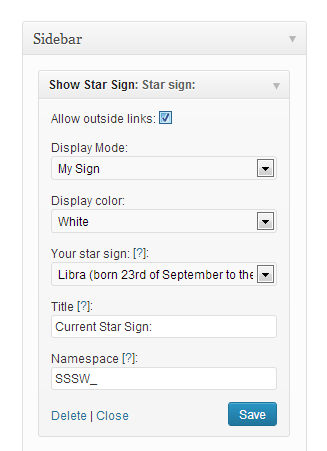 Sidebar
Show Star Sign: Star sign:
Allow outside links:
Display Mode:
My Sign
Display color:
White
Your star sign: [?]:
Libra (born 23rd of September to the
Title [?]:
Current Star Sign:
Namespace [?]:
SSSW_
Delete | Close
Save